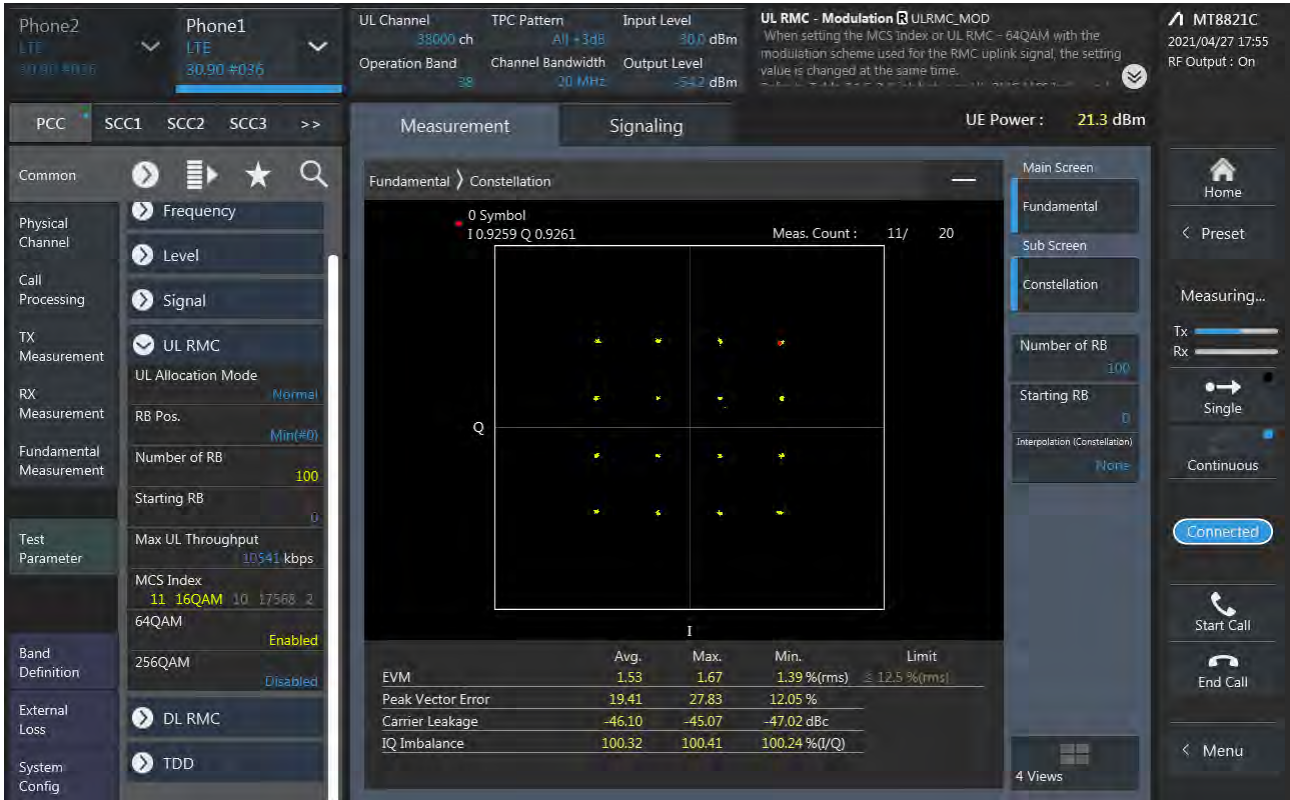 Phone2
LTE
30.90 #036
Phone1
LTE
30.90 #036
UL Channel
38000 ch
Operation Band
38
TPC Pattern
All +3dB
Channel Bandwidth
20 MHz
Input Level
30.0 dBm
Output Level
-54.2 dBm
UL RMC - Modulation R ULRMC_MOD
When setting the MCS Index or UL RMC - 64QAM with the
modulation scheme used for the RMC uplink signal, the setting
value is changed at the same time.
MT8821C
2021/04/27 17:55
RF Output : On
PCC SCC1 SCC2 SCC3 >>
Measurement
Signaling
UE Power : 21.3 dBm
Common
Physical
Channel
Call
Processing
TX
Measurement
RX
Measurement
Fundamental
Measurement
Test
Parameter
Band
Definition
External
Loss
System
Config
Frequency
Level
Signal
UL RMC
UL Allocation Mode
Normal
RB Pos.
Min(#0)
Number of RB
100
Starting RB
0
Max UL Throughput
10541 kbps
MCS Index
11 16QAM 10 17568 2
64QAM
Enabled
256QAM
Disabled
DL RMC
TDD
Fundamental > Constellation
0 Symbol
I 0.9259 Q 0.9261
Meas. Count : 11/ 20
Q
I
Avg. Max. Min. Limit
EVM 1.53 1.67 1.39 %(rms) ≤ 12.5 %(rms)
Peak Vector Error 19.41 27.83 12.05 %
Carrier Leakage -46.10 -45.07 -47.02 dBc
IQ Imbalance 100.32 100.41 100.24 %(I/Q)
Main Screen
Fundamental
Sub Screen
Constellation
Number of RB
100
Starting RB
0
Interpolation (Constellation)
None
4 Views
Home
< Preset
Measuring...
Tx
Rx
Single
Continuous
Connected
Start Call
End Call
< Menu